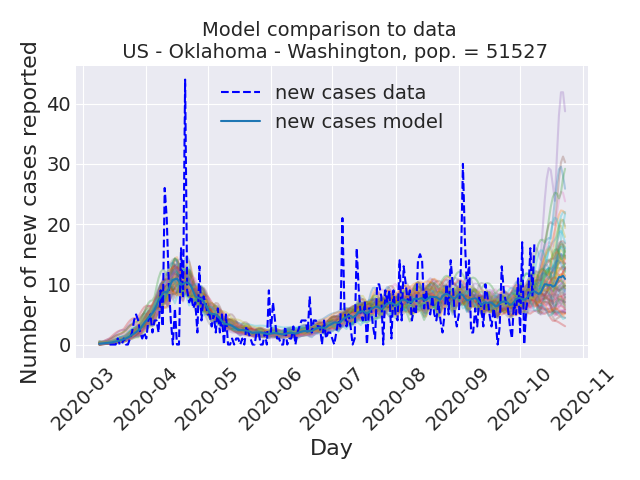 Model comparison to data
US - Oklahoma - Washington, pop. = 51527
Number of new cases reported
40
30
20
10
0
new cases data
new cases model
2020-03
2020-04
2020-05
2020-06
2020-07
2020-08
2020-09
2020-10
2020-11
Day